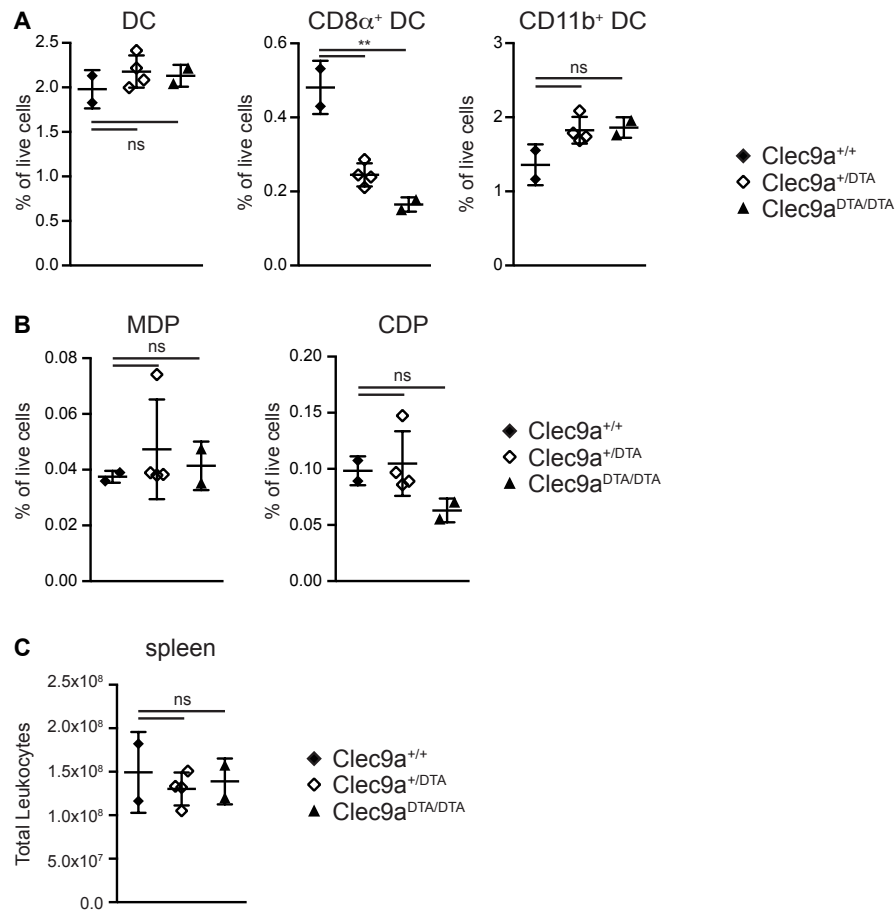 A
DC
CD8α⁺ DC
CD11b⁺ DC
% of live cells
2.5
2.0
1.5
1.0
0.5
0.0
ns
% of live cells
0.6
0.4
0.2
0.0
**
% of live cells
3
2
1
0
ns
Clec9a⁺/⁺
Clec9a⁺/ᴰᵀᴬ
Clec9aᴰᵀᴬ/ᴰᵀᴬ
B
MDP
CDP
% of live cells
0.08
0.06
0.04
0.02
0.00
ns
% of live cells
0.20
0.15
0.10
0.05
0.00
ns
Clec9a⁺/⁺
Clec9a⁺/ᴰᵀᴬ
Clec9aᴰᵀᴬ/ᴰᵀᴬ
C
spleen
Total Leukocytes
2.5x10⁸
2.0x10⁸
1.5x10⁸
1.0x10⁸
5.0x10⁷
0.0
ns
Clec9a⁺/⁺
Clec9a⁺/ᴰᵀᴬ
Clec9aᴰᵀᴬ/ᴰᵀᴬ